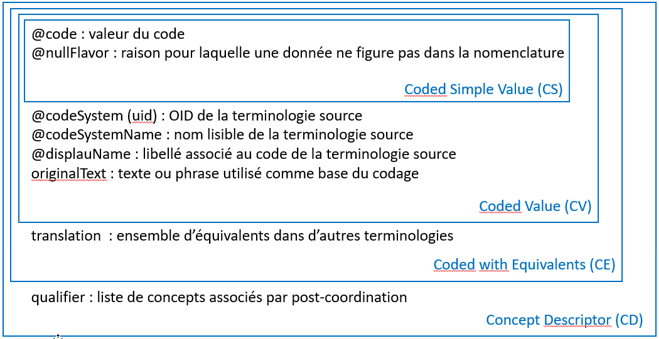 @code : valeur du code
@nullFlavor : raison pour laquelle une donnée ne figure pas dans la nomenclature
Coded Simple Value (CS)
@codeSystem (uid) : OID de la terminologie source
@codeSystemName : nom lisible de la terminologie source
@displauName : libellé associé au code de la terminologie source
originalText : texte ou phrase utilisé comme base du codage
Coded Value (CV)
translation : ensemble d’équivalents dans d’autres terminologies
Coded with Equivalents (CE)
qualifier : liste de concepts associés par post-coordination
Concept Descriptor (CD)